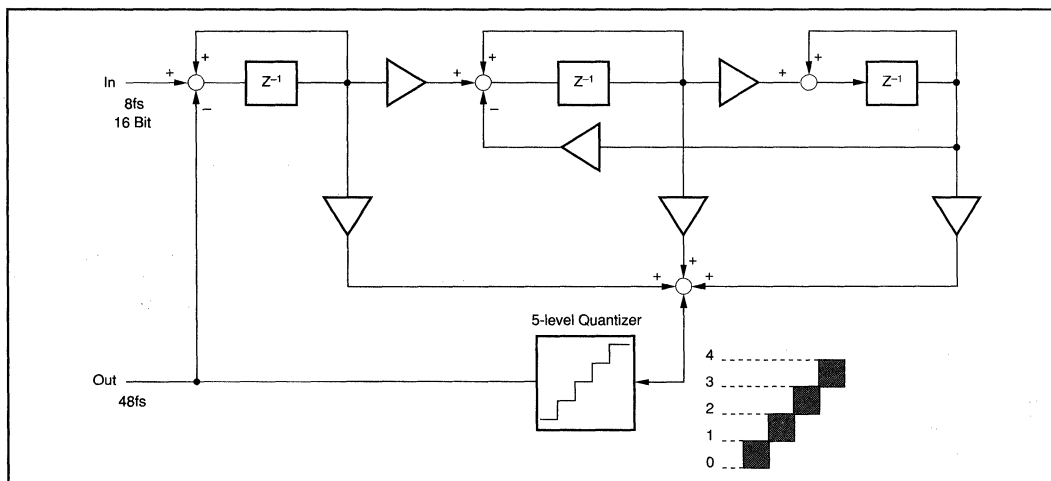 +
+
+
In
+
Z⁻¹
+
Z⁻¹
+
Z⁻¹
8fs
16 Bit
–
–
+
+
+
5-level Quantizer
4
3
2
1
0
Out
48fs